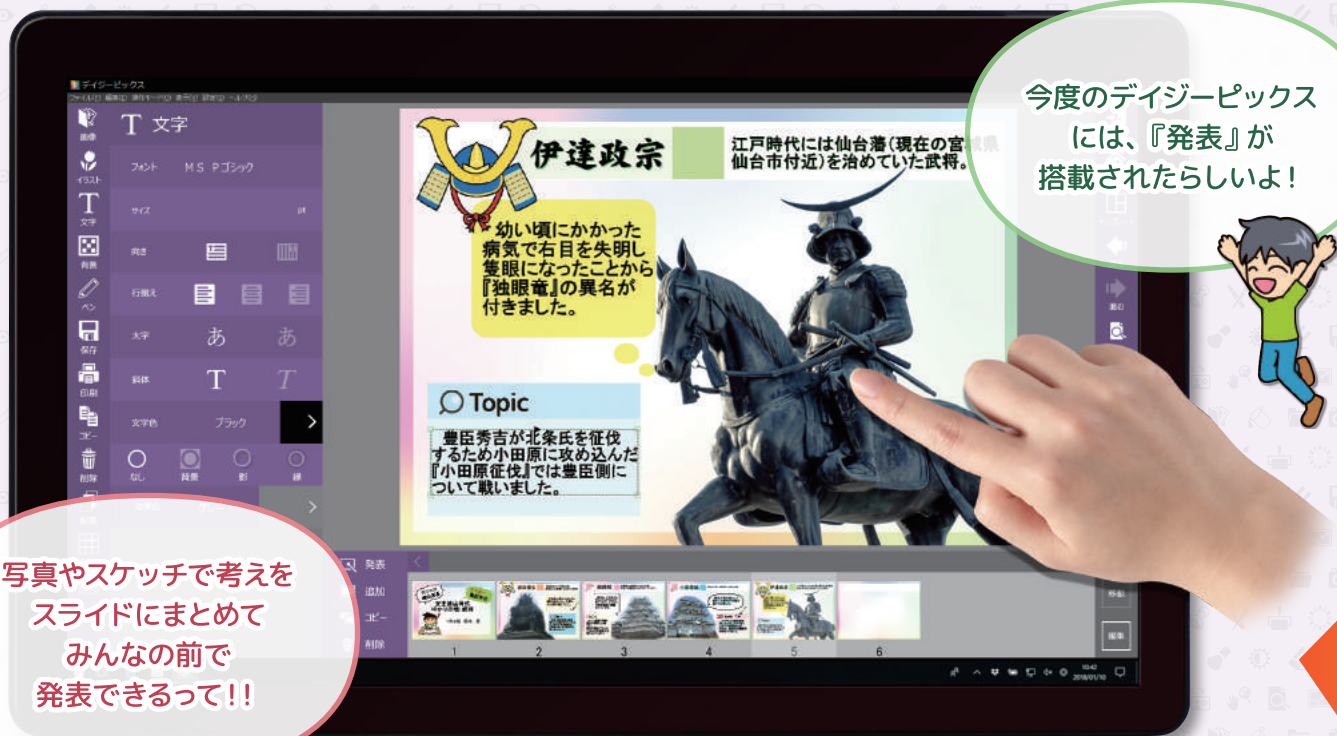 今度のデイジーピックス
には、『発表』が
搭載されたらしいよ！
デイジーピックス
画像
イラスト
T
文字
背景
ペン
保存
印刷
コピー
削除
T 文字
フォント MS Pゴシック
サイズ pt
向き
行揃え
太字 あ あ
斜体 T T
文字色 ブラック
なし 背景 影 縁
伊達政宗
江戸時代には仙台藩（現在の宮城県
仙台市付近）を治めていた武将。
幼い頃にかかった
病気で右目を失明し
隻眼になったことから
『独眼竜』の異名が
付きました。
Topic
豊臣秀吉が北条氏を征伐
するため小田原に攻め込んだ
『小田原征伐』では豊臣側に
ついて戦いました。
進む
発表
追加
コピー
削除
1 2 3 4 5 6
移動
編集
10:42
2018/01/10
写真やスケッチで考えを
スライドにまとめて
みんなの前で
発表できるって！！